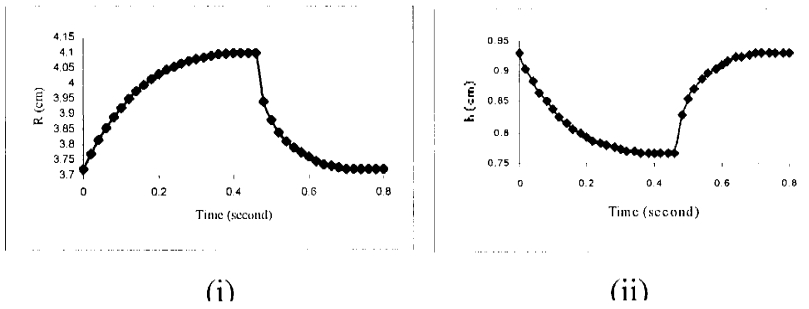 4.15
4.1
4.05
4
3.95
3.9
3.85
3.8
3.75
3.7
R (cm)
0 0.2 0.4 0.6 0.8
Time (second)
(i)
0.95
0.9
0.85
0.8
0.75
h (cm)
0 0.2 0.4 0.6 0.8
Time (second)
(ii)